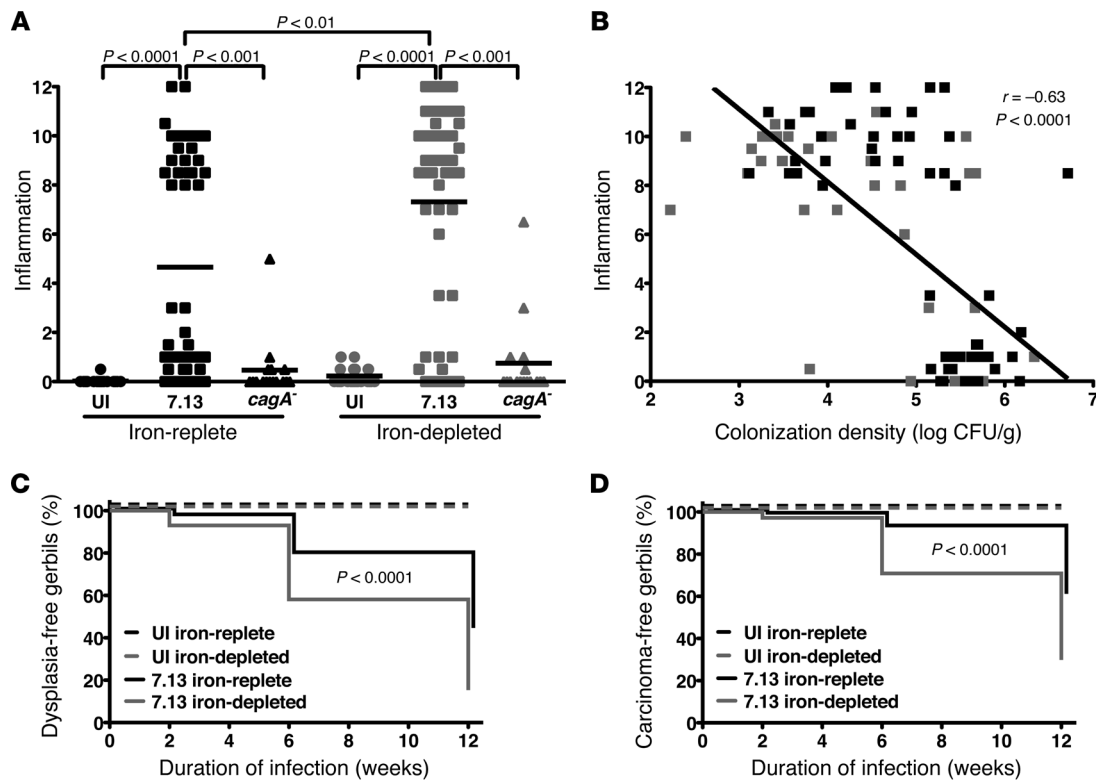 A
P < 0.01
P < 0.0001
P < 0.001
P < 0.0001
P < 0.001
Inflammation
12
10
8
6
4
2
0
UI
7.13
cagA-
UI
7.13
cagA-
Iron-replete
Iron-depleted
B
r = –0.63
P < 0.0001
Inflammation
12
10
8
6
4
2
0
2
3
4
5
6
7
Colonization density (log CFU/g)
C
Dysplasia-free gerbils (%)
100
80
60
40
20
0
P < 0.0001
UI iron-replete
UI iron-depleted
7.13 iron-replete
7.13 iron-depleted
0
2
4
6
8
10
12
Duration of infection (weeks)
D
Carcinoma-free gerbils (%)
100
80
60
40
20
0
P < 0.0001
UI iron-replete
UI iron-depleted
7.13 iron-replete
7.13 iron-depleted
0
2
4
6
8
10
12
Duration of infection (weeks)